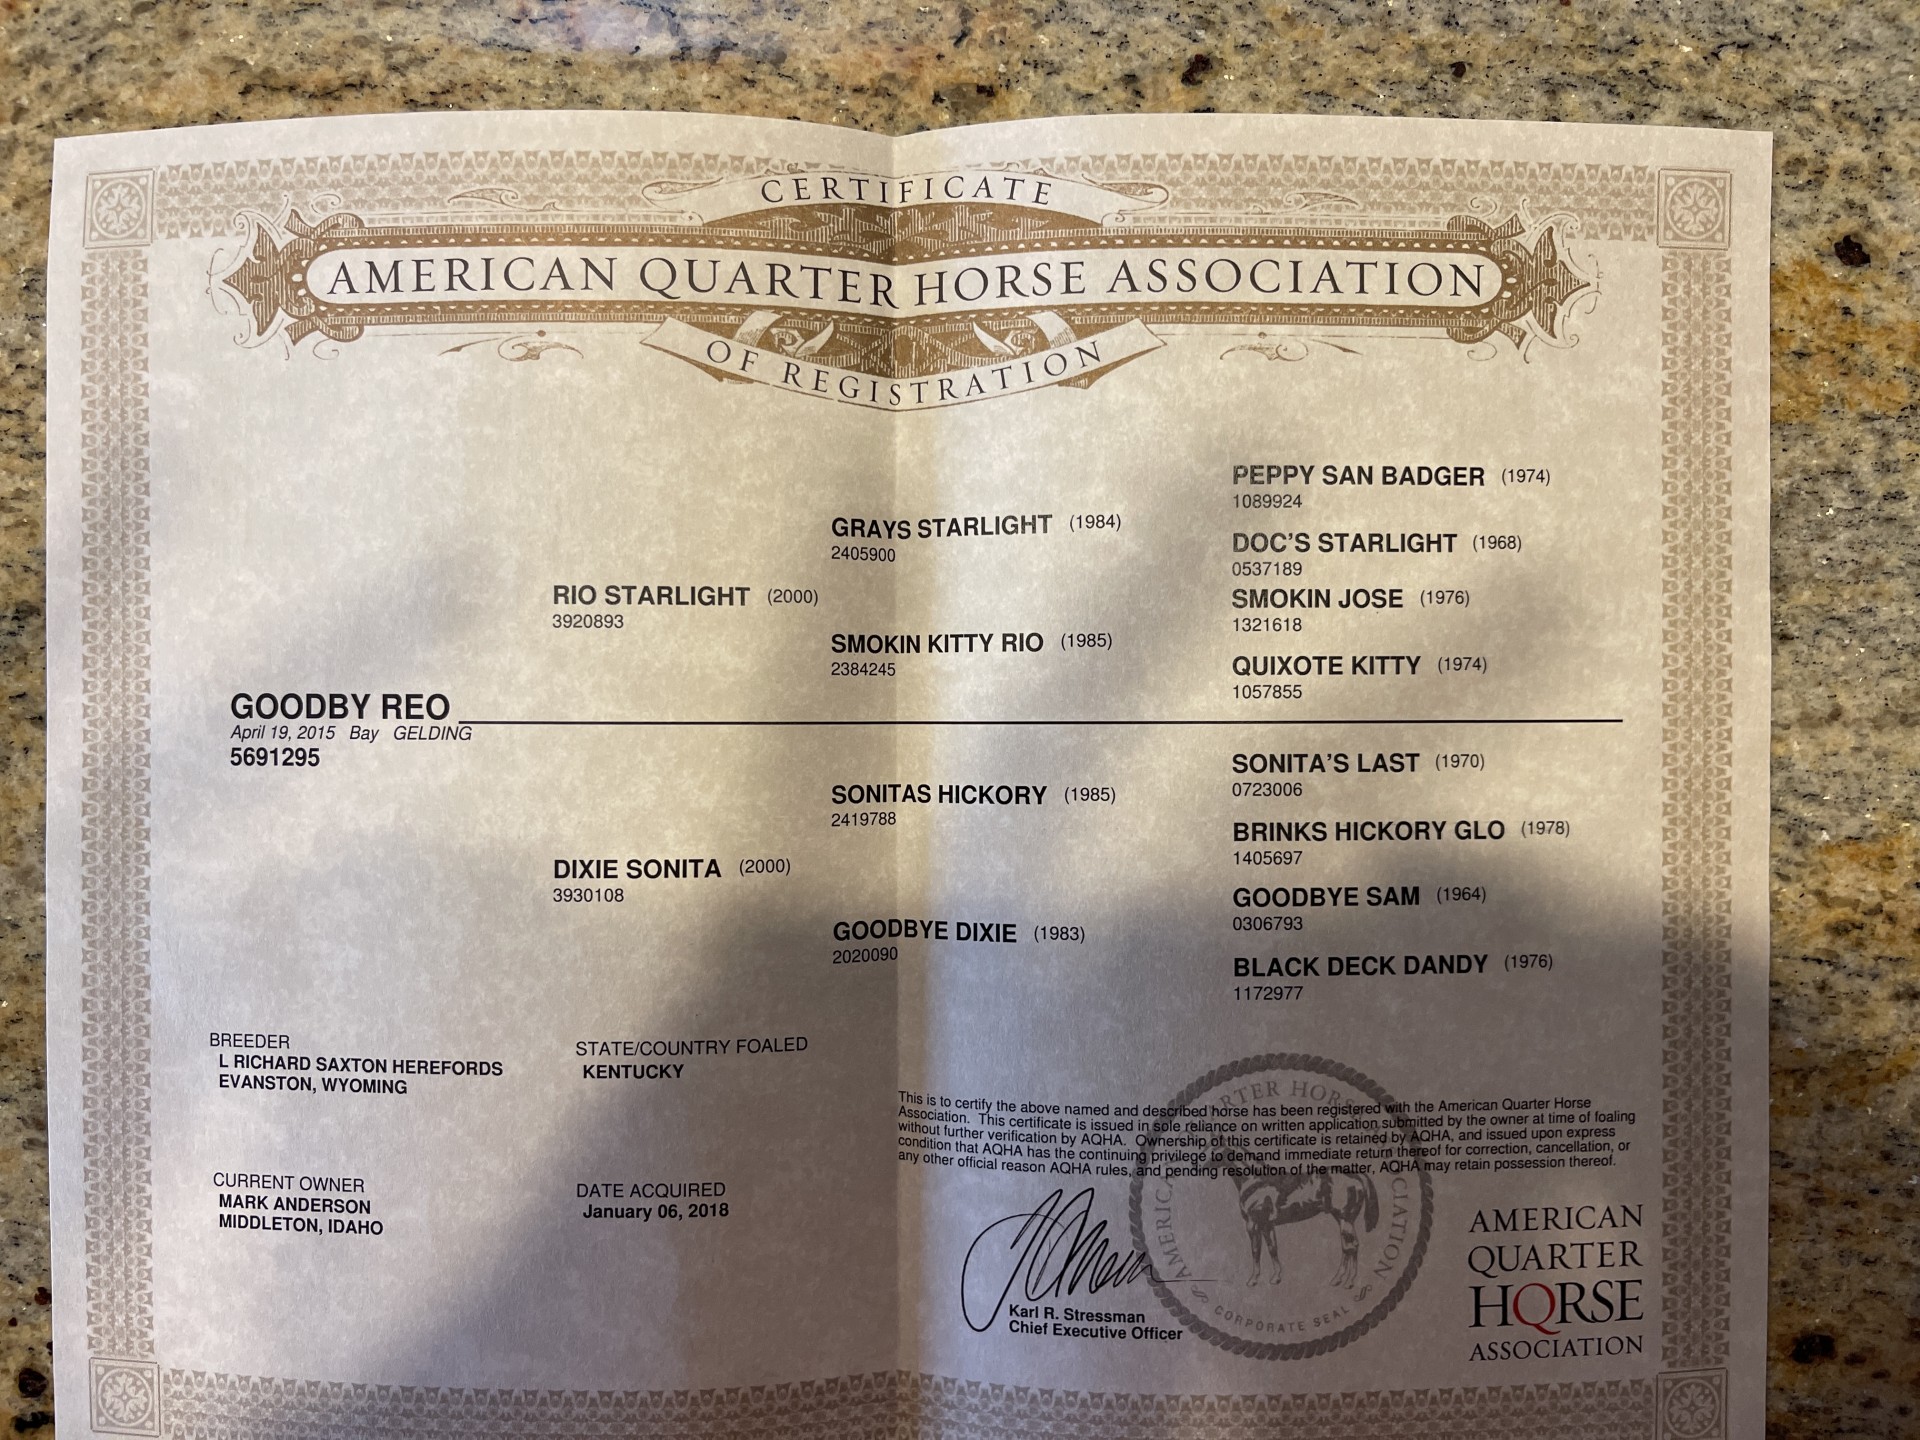 CERTIFICATE
AMERICAN QUARTER HORSE ASSOCIATION
OF REGISTRATION
PEPPY SAN BADGER (1974)
1089924
GRAYS STARLIGHT (1984)
2405900
DOC'S STARLIGHT (1968)
0537189
RIO STARLIGHT (2000)
3920893
SMOKIN JOSE (1976)
1321618
SMOKIN KITTY RIO (1985)
2384245
QUIXOTE KITTY (1974)
1057855
GOODBY REO
April 19, 2015 Bay GELDING
5691295
SONITA'S LAST (1970)
0723006
SONITAS HICKORY (1985)
2419788
BRINKS HICKORY GLO (1978)
1405697
DIXIE SONITA (2000)
3930108
GOODBYE SAM (1964)
0306793
GOODBYE DIXIE (1983)
2020090
BLACK DECK DANDY (1976)
1172977
BREEDER
L RICHARD SAXTON HEREFORDS
EVANSTON, WYOMING
STATE/COUNTRY FOALED
KENTUCKY
This is to certify the above named and described horse has been registered with the American Quarter Horse
Association. This certificate is issued in sole reliance on written application submitted by the owner at time of foaling
without further verification by AQHA. Ownership of this certificate is retained by AQHA, and issued upon express
condition that AQHA has the continuing privilege to demand immediate return thereof for correction, cancellation, or
any other official reason AQHA rules, and pending resolution of the matter, AQHA may retain possession thereof.
CURRENT OWNER
MARK ANDERSON
MIDDLETON, IDAHO
DATE ACQUIRED
January 06, 2018
Karl R. Stressman
Chief Executive Officer
CORPORATE SEAL
AMERICAN
QUARTER
HORSE
ASSOCIATION